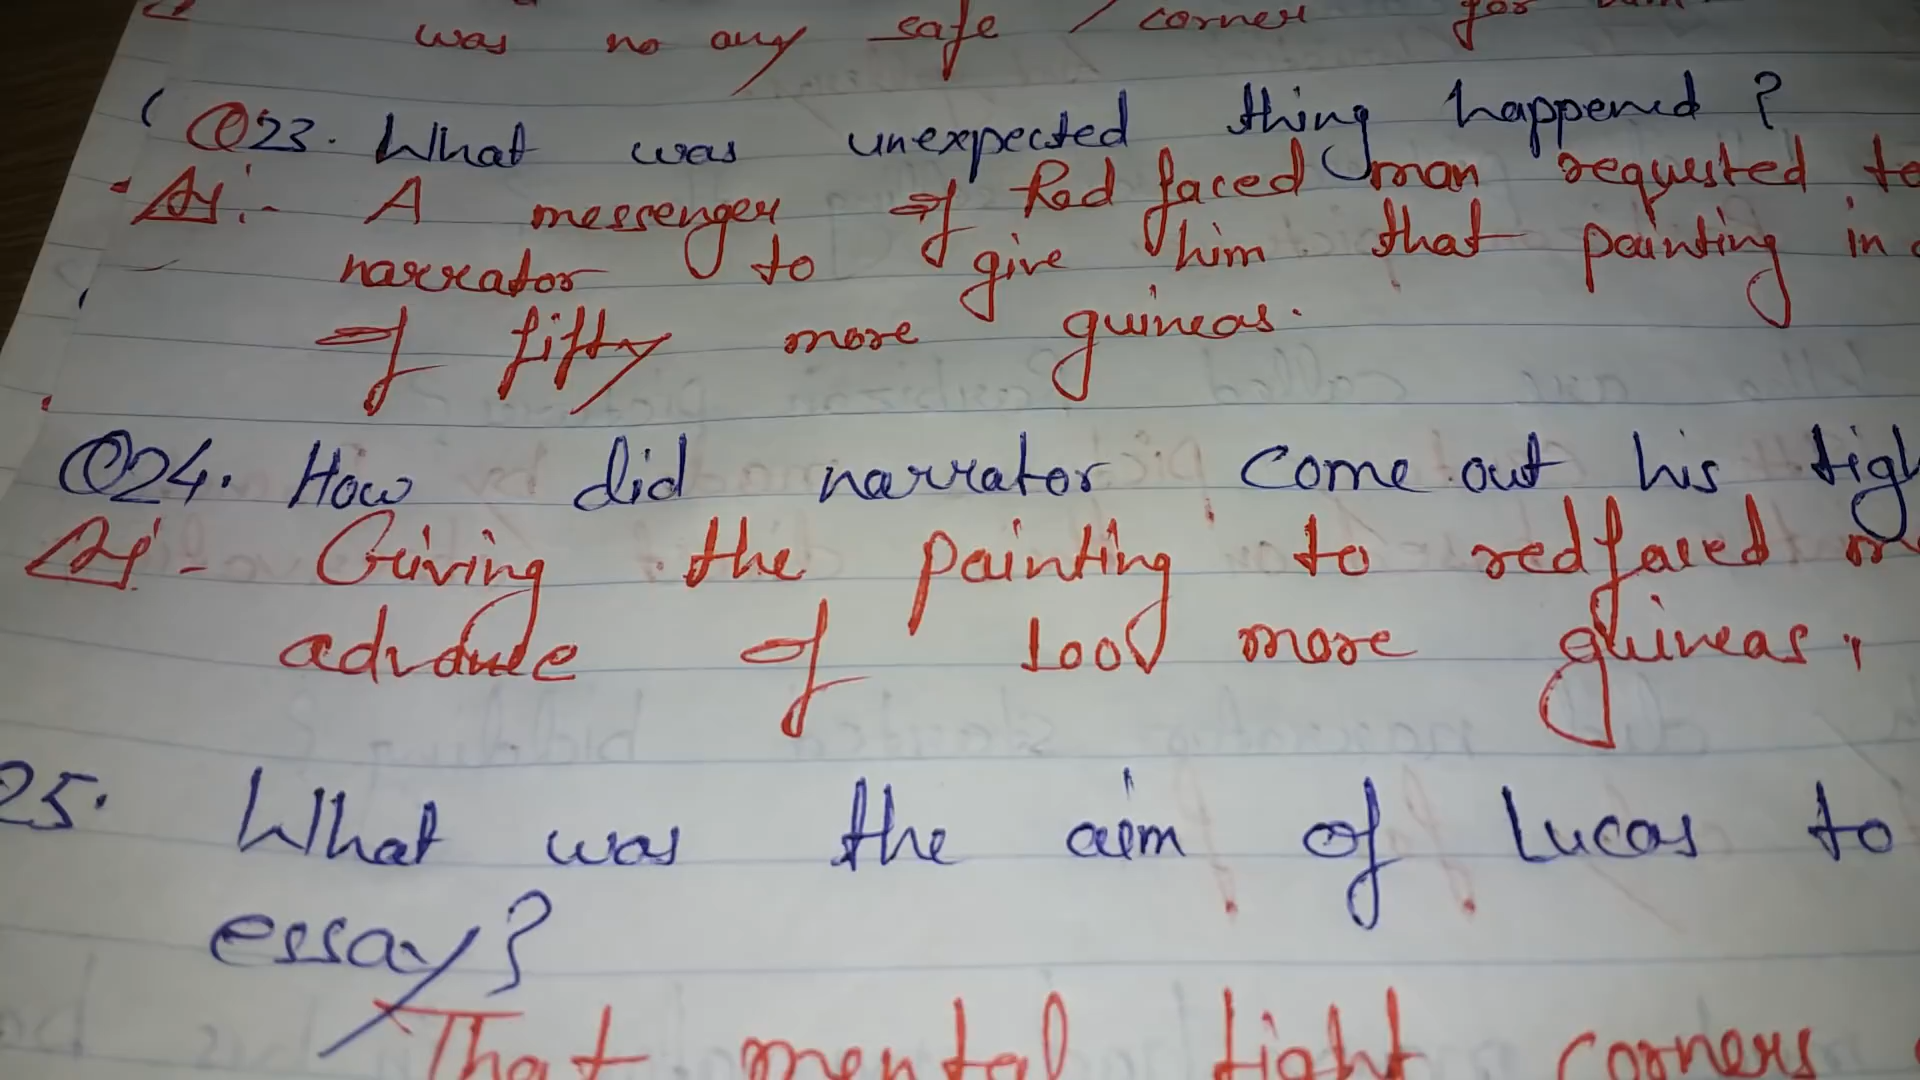 was no any safe / corner for
Q23. What was unexpected thing happened?
Ans:- A messenger of Red faced man requested to
narrator to give him that painting in
of fifty more guineas.
Q24. How did narrator come out his
Ans- Giving the painting to redfaced
advance of 100 more guineas.
25. What was the aim of Lucas to
essay?
That mental tight corners